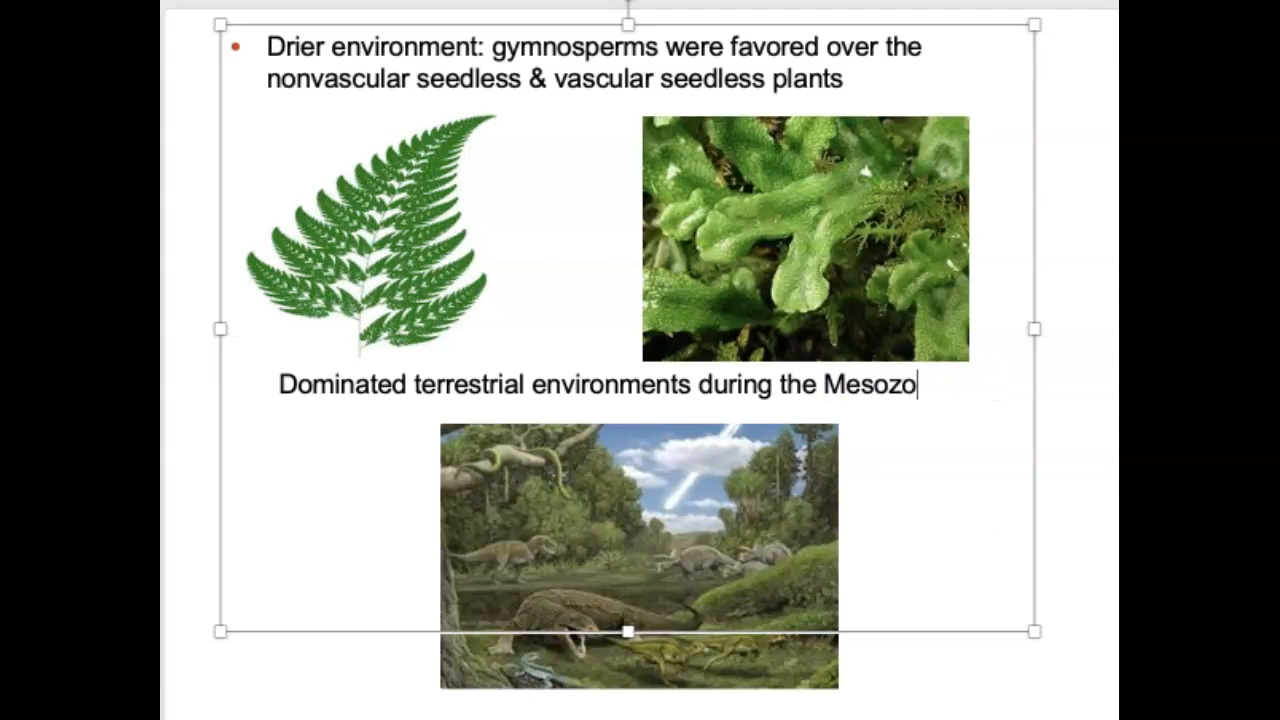 • Drier environment: gymnosperms were favored over the
nonvascular seedless & vascular seedless plants
Dominated terrestrial environments during the Mesozo